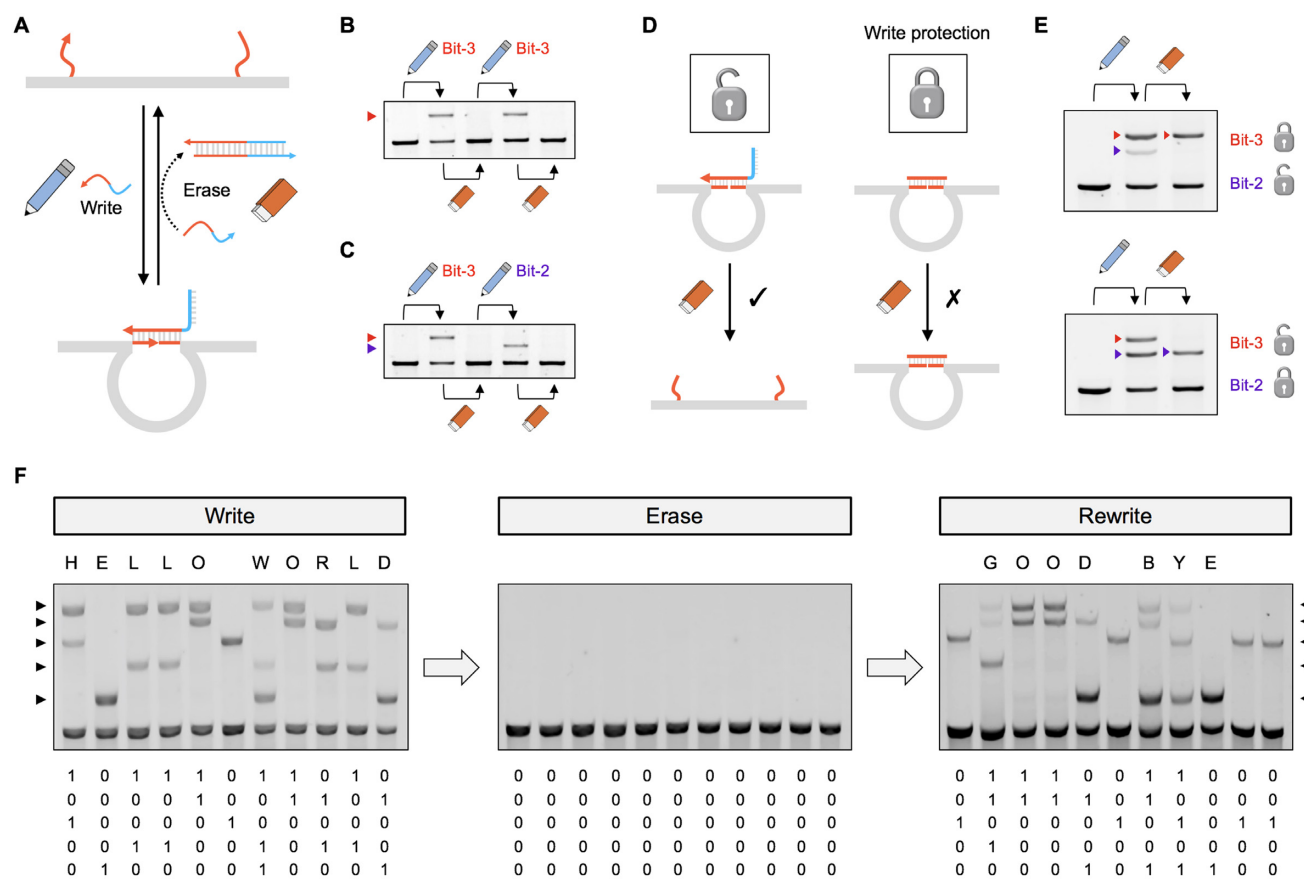 A
Write
Erase
B
Bit-3 Bit-3
C
Bit-3 Bit-2
D
Write protection
✓ ✗
E
Bit-3
Bit-2
Bit-3
Bit-2
F
Write
H E L L O W O R L D
1 0 1 1 1 0 1 1 0 1 0
0 0 0 0 1 0 0 1 1 0 1
1 0 0 0 0 1 0 0 0 0 0
0 0 1 1 0 0 1 0 1 1 0
0 1 0 0 0 0 1 0 0 0 1
Erase
0 0 0 0 0 0 0 0 0 0 0
0 0 0 0 0 0 0 0 0 0 0
0 0 0 0 0 0 0 0 0 0 0
0 0 0 0 0 0 0 0 0 0 0
0 0 0 0 0 0 0 0 0 0 0
Rewrite
G O O D B Y E
0 1 1 1 0 0 1 1 0 0 0
0 1 1 1 1 0 1 0 0 0 0
1 0 0 0 0 1 0 1 0 1 1
0 1 0 0 0 0 0 0 0 0 0
0 0 0 0 1 0 1 1 1 0 0